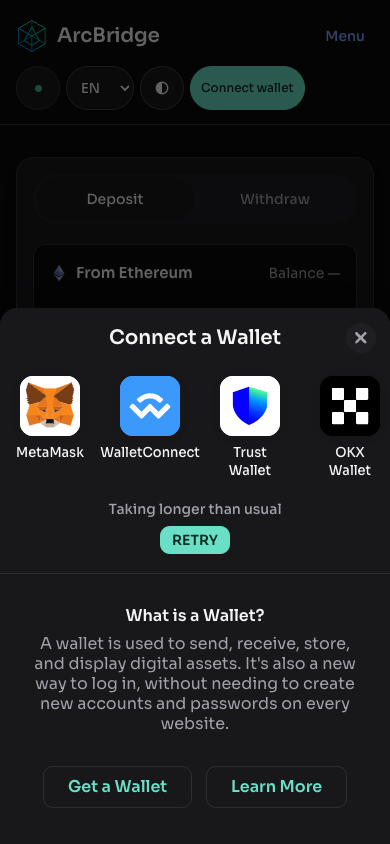 ArcBridge
Menu
EN
Connect wallet
Deposit
Withdraw
From Ethereum
Balance —
Connect a Wallet
MetaMask
WalletConnect
Trust
Wallet
OKX
Wallet
Taking longer than usual
RETRY
What is a Wallet?
A wallet is used to send, receive, store,
and display digital assets. It's also a new
way to log in, without needing to create
new accounts and passwords on every
website.
Get a Wallet
Learn More